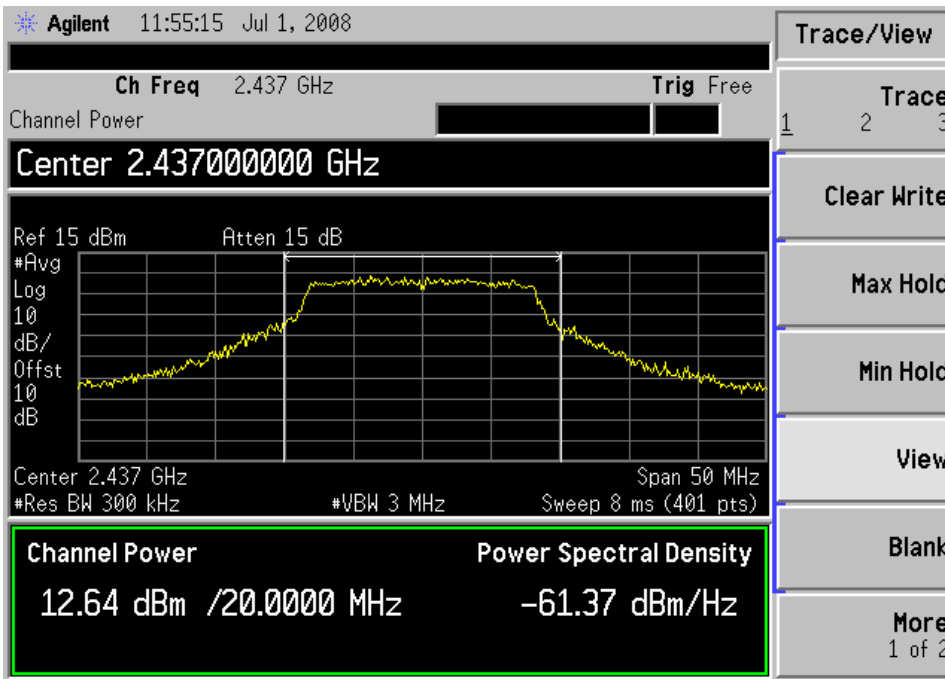 Agilent 11:55:15 Jul 1, 2008
Trace/View
Ch Freq 2.437 GHz
Trig Free
Channel Power
Center 2.437000000 GHz
Ref 15 dBm
Atten 15 dB
#Avg
Log
10
dB/
Offst
10
dB
Center 2.437 GHz
Span 50 MHz
#Res BW 300 kHz
#VBW 3 MHz
Sweep 8 ms (401 pts)
Channel Power
Power Spectral Density
12.64 dBm /20.0000 MHz
-61.37 dBm/Hz
Trace
1 2 3
Clear Write
Max Hold
Min Hold
View
Blank
More
1 of 2